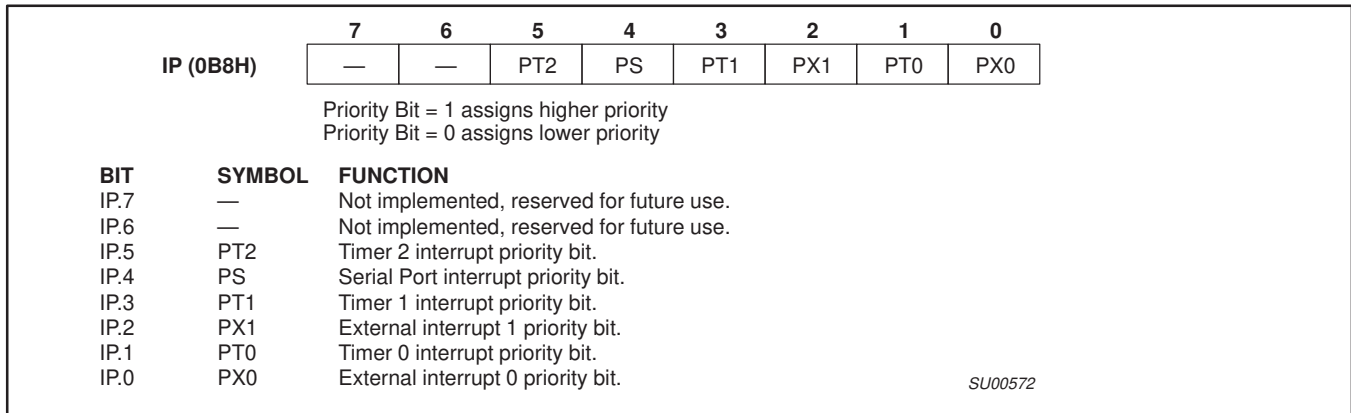 7 6 5 4 3 2 1 0
IP (0B8H) — — PT2 PS PT1 PX1 PT0 PX0
Priority Bit = 1 assigns higher priority
Priority Bit = 0 assigns lower priority
BIT SYMBOL FUNCTION
IP.7 — Not implemented, reserved for future use.
IP.6 — Not implemented, reserved for future use.
IP.5 PT2 Timer 2 interrupt priority bit.
IP.4 PS Serial Port interrupt priority bit.
IP.3 PT1 Timer 1 interrupt priority bit.
IP.2 PX1 External interrupt 1 priority bit.
IP.1 PT0 Timer 0 interrupt priority bit.
IP.0 PX0 External interrupt 0 priority bit.
SU00572